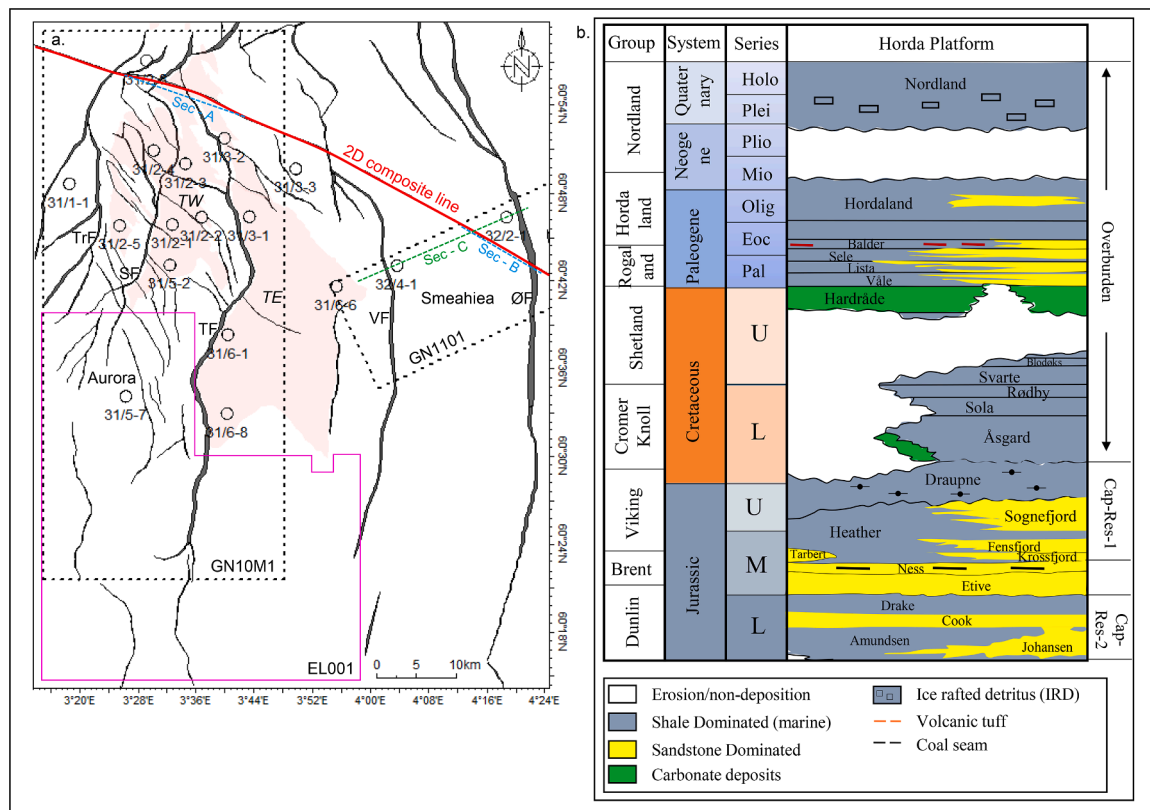 a.
N
31/
Sec - A
2D composite line
31/3-2
31/2-4
31/2-3
31/3-3
31/1-1
TW
31/2-5
31/2-1
31/2-2
31/3-1
TrF
SF
31/5-2
TE
32/2-1
Sec - C
Sec - B
32/4-1
31/6-6
Smeahiea
ØF
VF
TF
31/6-1
GN1101
Aurora
31/5-7
31/6-8
GN10M1
EL001
0 5 10km
60°54'N
60°48'N
60°42'N
60°36'N
60°30'N
60°24'N
60°18'N
3°20'E 3°28'E 3°36'E 3°44'E 3°52'E 4°00'E 4°08'E 4°16'E 4°24'E
b.
Group System Series Horda Platform
Nordland
Horda
land
Rogal
and
Shetland
Cromer
Knoll
Viking
Brent
Dunlin
Quater
nary
Neoge
ne
Paleogene
Cretaceous
Jurassic
Holo
Plei
Plio
Mio
Olig
Eoc
Pal
U
L
U
M
L
Nordland
Hordaland
Balder
Sele
Lista
Våle
Hardråde
Blodøks
Svarte
Rødby
Sola
Åsgard
Draupne
Sognefjord
Heather
Fensfjord
Krossfjord
Tarbert
Ness
Etive
Drake
Cook
Amundsen
Johansen
Overburden
Cap-Res-1
Cap-
Res-2
Erosion/non-deposition
Shale Dominated (marine)
Sandstone Dominated
Carbonate deposits
Ice rafted detritus (IRD)
Volcanic tuff
Coal seam